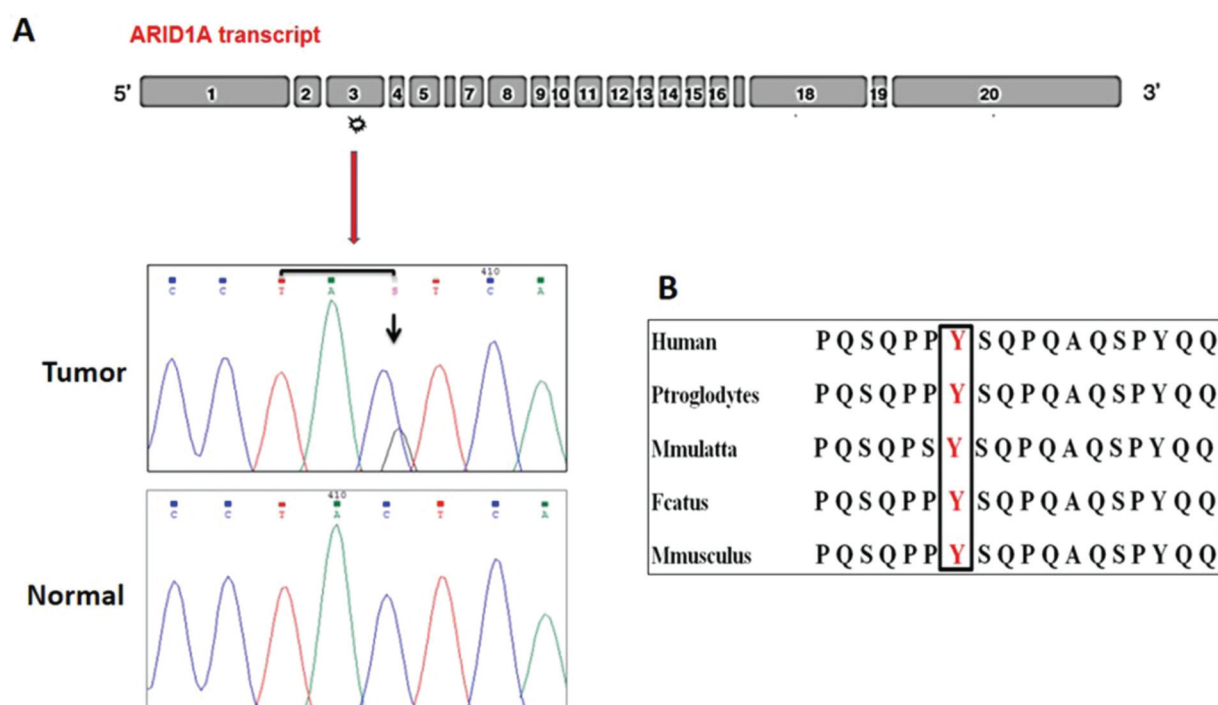 A
ARID1A transcript
5' 1 2 3 4 5 7 8 9 10 11 12 13 14 15 16 18 19 20 3'
410
C C T A S T C A
Tumor
410
C C T A C T C A
Normal
B
Human P Q S Q P P Y S Q P Q A Q S P Y Q Q
Ptroglodytes P Q S Q P P Y S Q P Q A Q S P Y Q Q
Mmulatta P Q S Q P S Y S Q P Q A Q S P Y Q Q
Fcatus P Q S Q P P Y S Q P Q A Q S P Y Q Q
Mmusculus P Q S Q P P Y S Q P Q A Q S P Y Q Q